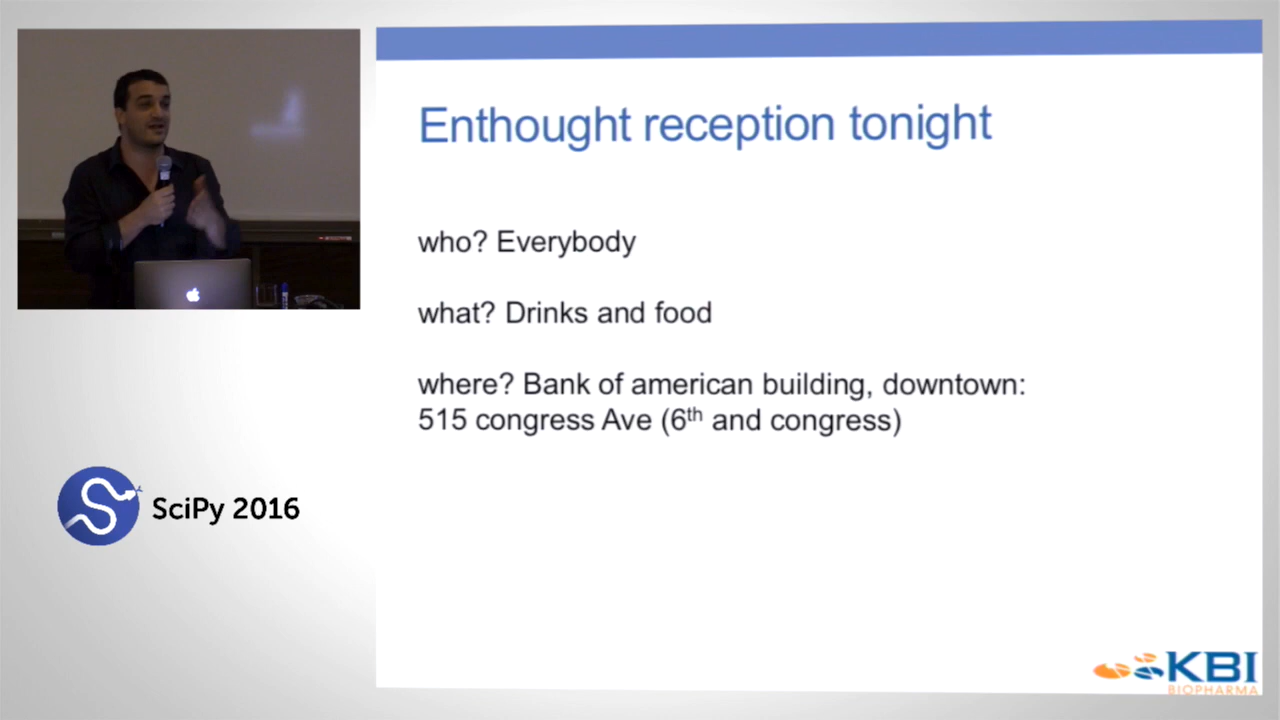 Enthought reception tonight
who? Everybody
what? Drinks and food
where? Bank of american building, downtown:
515 congress Ave (6th and congress)
SciPy 2016
KBI
BIOPHARMA